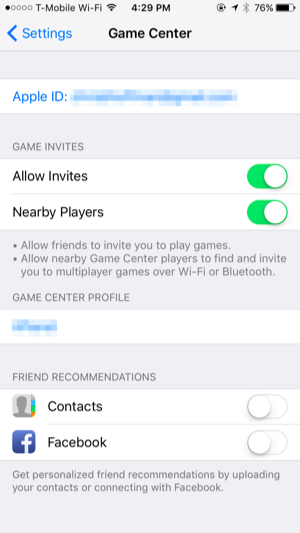 T-Mobile Wi-Fi 4:29 PM 76%
Settings Game Center
Apple ID:
GAME INVITES
Allow Invites
Nearby Players
• Allow friends to invite you to play games.
• Allow nearby Game Center players to find and invite
you to multiplayer games over Wi-Fi or Bluetooth.
GAME CENTER PROFILE
FRIEND RECOMMENDATIONS
Contacts
Facebook
Get personalized friend recommendations by uploading
your contacts or connecting with Facebook.